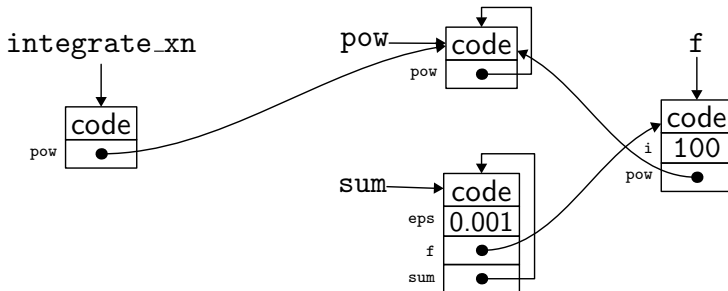 integrate_xn
code
pow
pow
code
pow
sum
code
eps 0.001
f
sum
f
code
i 100
pow